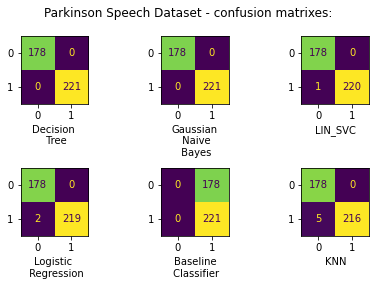 Parkinson Speech Dataset - confusion matrixes:
0 178 0
1 0 221
0 1
Decision
Tree
0 178 0
1 0 221
0 1
Gaussian
Naive
Bayes
0 178 0
1 1 220
0 1
LIN_SVC
0 178 0
1 2 219
0 1
Logistic
Regression
0 0 178
1 0 221
0 1
Baseline
Classifier
0 178 0
1 5 216
0 1
KNN